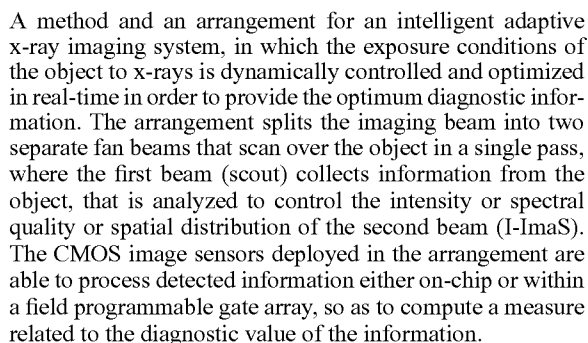 A method and an arrangement for an intelligent adaptive
x-ray imaging system, in which the exposure conditions of
the object to x-rays is dynamically controlled and optimized
in real-time in order to provide the optimum diagnostic infor-
mation. The arrangement splits the imaging beam into two
separate fan beams that scan over the object in a single pass,
where the first beam (scout) collects information from the
object, that is analyzed to control the intensity or spectral
quality or spatial distribution of the second beam (I-ImaS).
The CMOS image sensors deployed in the arrangement are
able to process detected information either on-chip or within
a field programmable gate array, so as to compute a measure
related to the diagnostic value of the information.